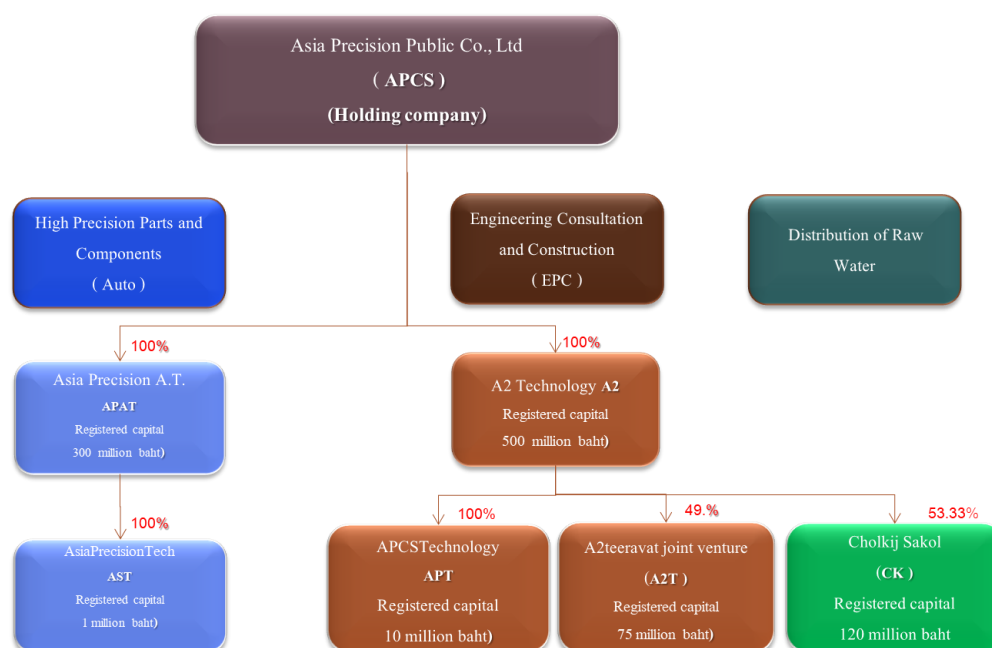 Asia Precision Public Co., Ltd
( APCS )
(Holding company)
High Precision Parts and
Components
( Auto )
Engineering Consultation
and Construction
( EPC )
Distribution of Raw
Water
100%
100%
Asia Precision A.T.
APAT
Registered capital
300 million baht)
A2 Technology A2
Registered capital
500 million baht)
100%
100%
49.%
53.33%
AsiaPrecisionTech
AST
Registered capital
1 million baht)
APCSTechnology
APT
Registered capital
10 million baht)
A2teeravat joint venture
(A2T )
Registered capital
75 million baht)
Cholkij Sakol
(CK )
Registered capital
120 million baht